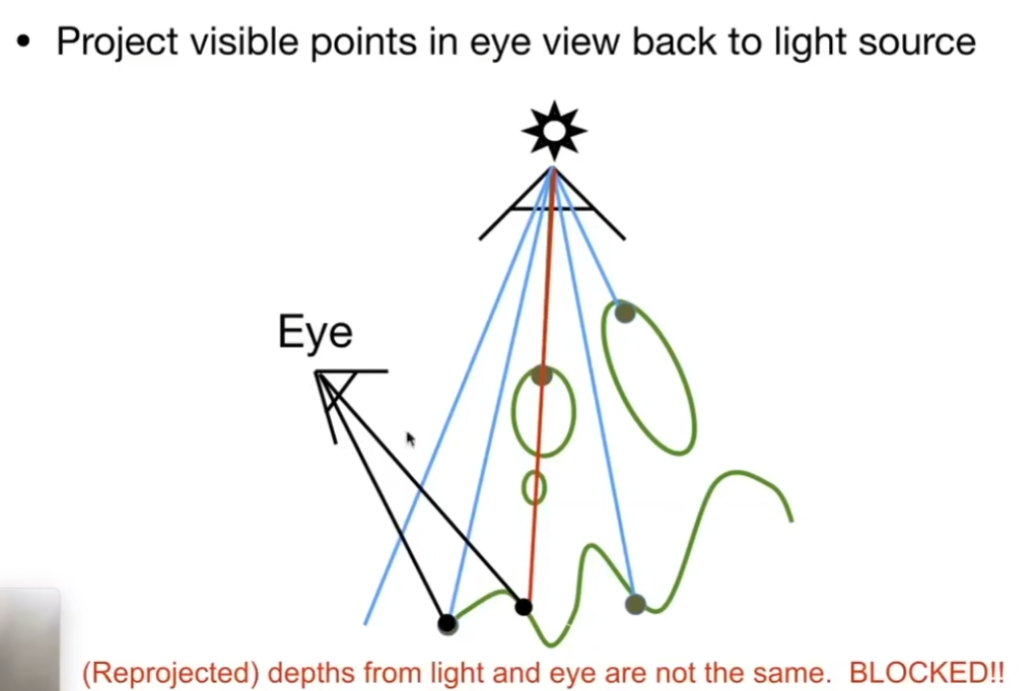 • Project visible points in eye view back to light source
Eye
(Reprojected) depths from light and eye are not the same. BLOCKED!!